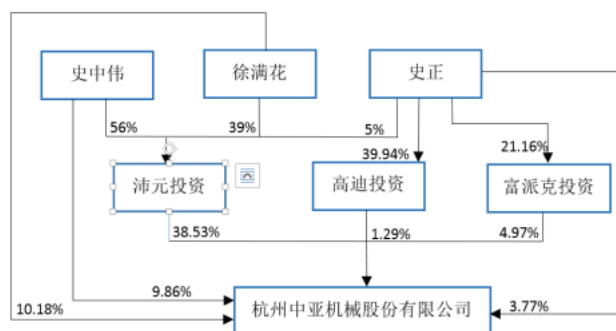 史中伟 徐满花 史正
56% 39% 5% 39.94% 21.16%
沛元投资 高迪投资 富派克投资
38.53% 1.29% 4.97%
9.86%
10.18% 杭州中亚机械股份有限公司 3.77%